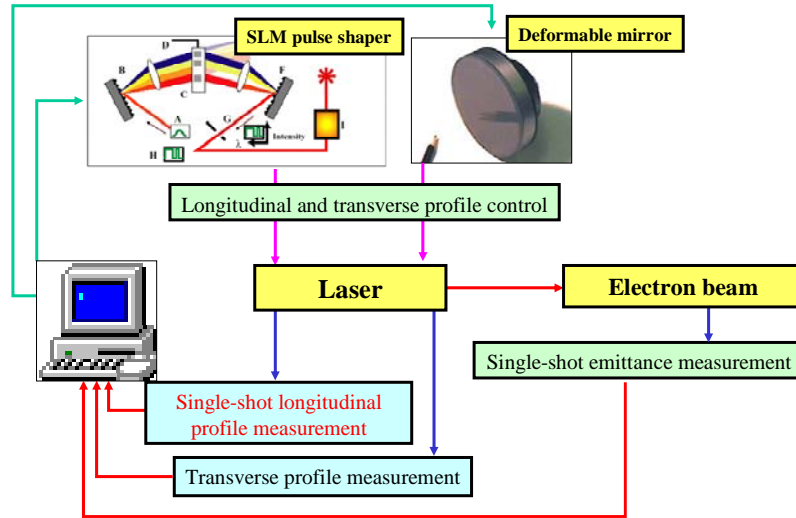 SLM pulse shaper
Deformable mirror
D
B
F
C
G
A
I
Intensity
λ
H
Longitudinal and transverse profile control
Laser
Electron beam
Single-shot emittance measurement
Single-shot longitudinal
profile measurement
Transverse profile measurement